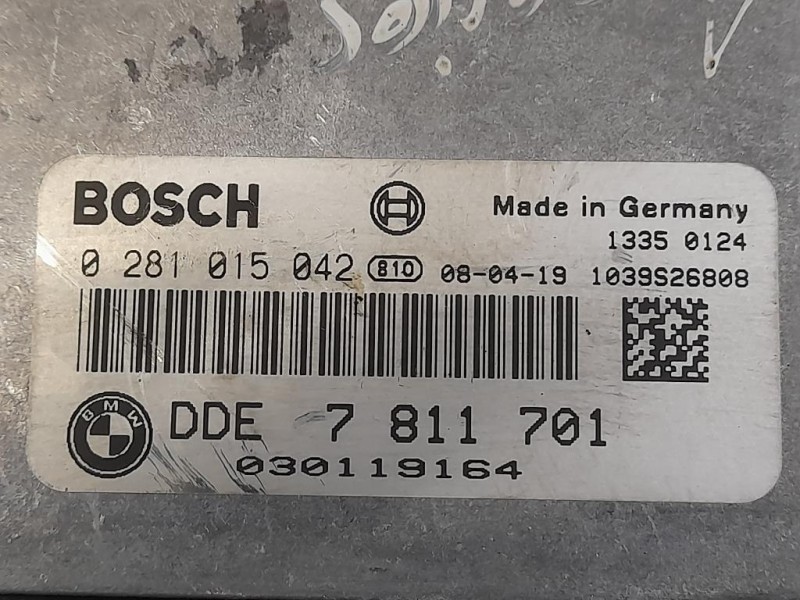 BOSCH Made in Germany
1335 0124
0 281 015 042 810 08-04-19 1039S26808
BMW DDE 7 811 701
030119164